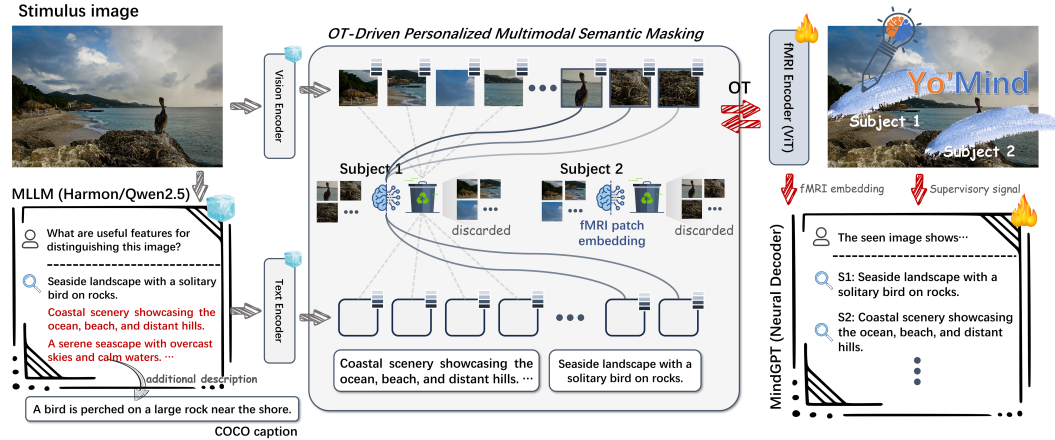 Stimulus image
OT-Driven Personalized Multimodal Semantic Masking
Vision Encoder
OT
fMRI Encoder (ViT)
Yo'Mind
Subject 1
Subject 2
Subject 1
Subject 2
discarded
fMRI patch
embedding
discarded
fMRI embedding
Supervisory signal
MLLM (Harmon/Qwen2.5)
What are useful features for
distinguishing this image?
Seaside landscape with a solitary
bird on rocks.
Coastal scenery showcasing the
ocean, beach, and distant hills.
A serene seascape with overcast
skies and calm waters. ⋯
additional description
A bird is perched on a large rock near the shore.
COCO caption
Text Encoder
Coastal scenery showcasing the
ocean, beach, and distant hills. ⋯
Seaside landscape with a
solitary bird on rocks.
MindGPT (Neural Decoder)
The seen image shows⋯
S1: Seaside landscape with a
solitary bird on rocks.
S2: Coastal scenery showcasing
the ocean, beach, and distant
hills.